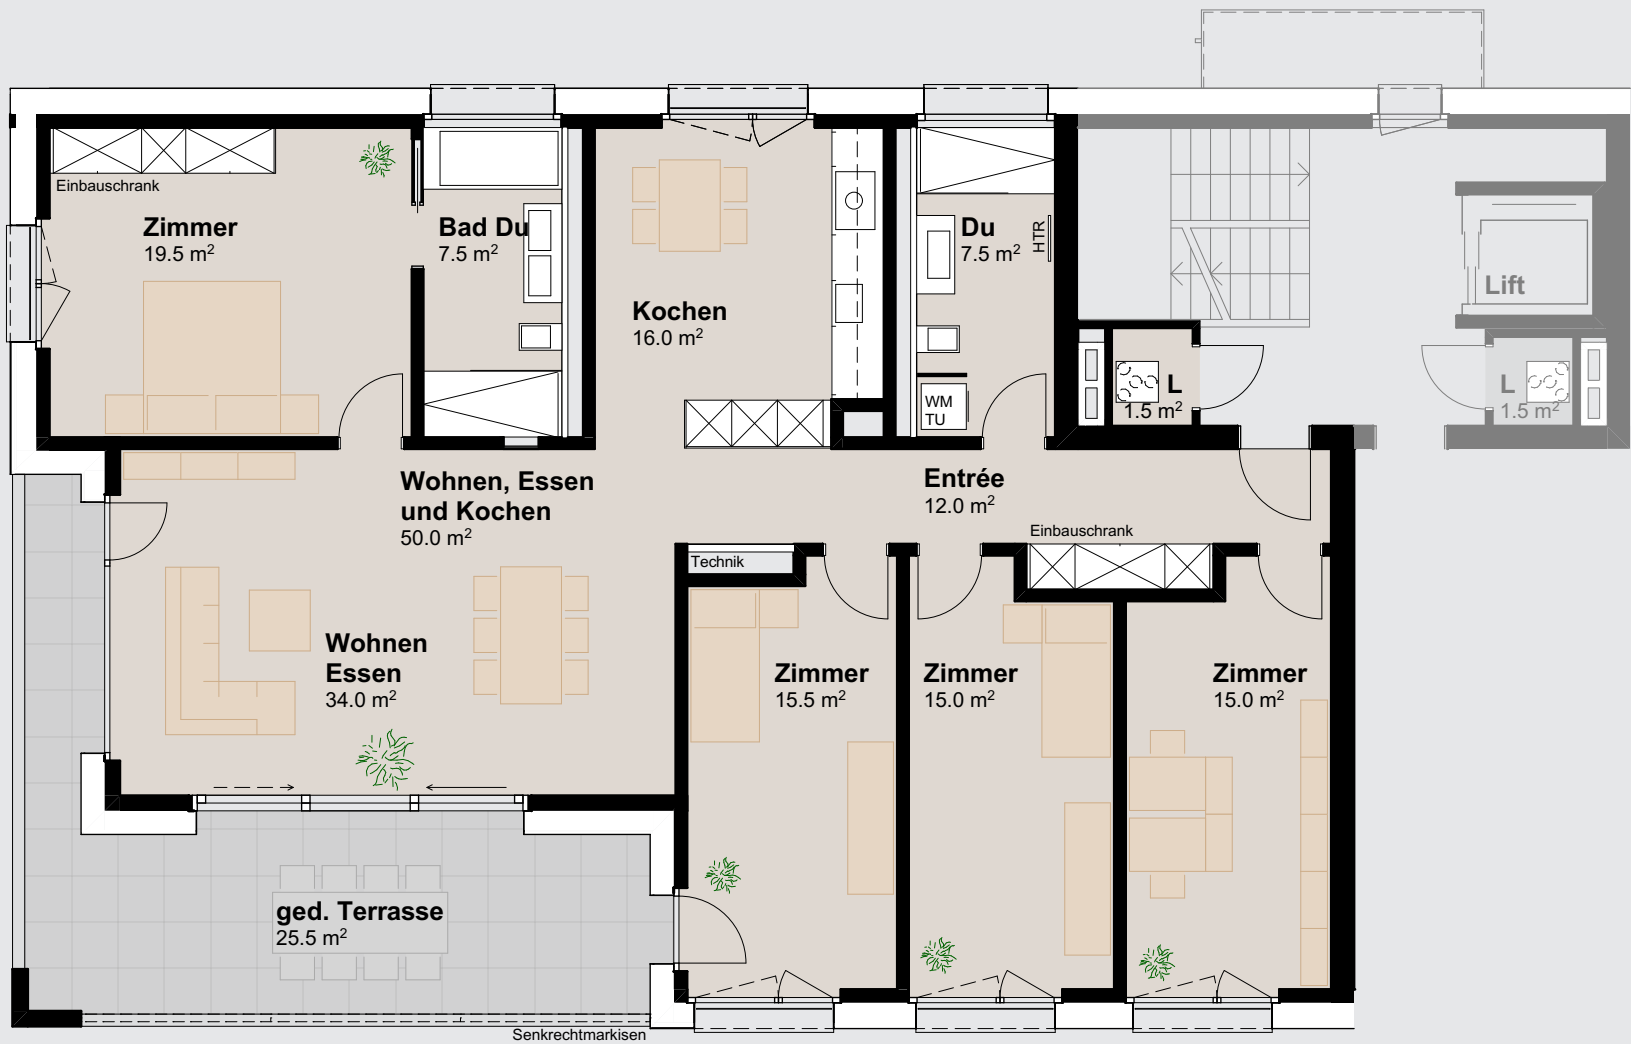 Einbauschrank
Zimmer
19.5 m²
Bad Du
7.5 m²
Kochen
16.0 m²
Du
7.5 m²
HTR
WM
TU
Lift
L
1.5 m²
L
1.5 m²
Wohnen, Essen
und Kochen
50.0 m²
Entrée
12.0 m²
Einbauschrank
Technik
Wohnen
Essen
34.0 m²
Zimmer
15.5 m²
Zimmer
15.0 m²
Zimmer
15.0 m²
ged. Terrasse
25.5 m²
Senkrechtmarkisen